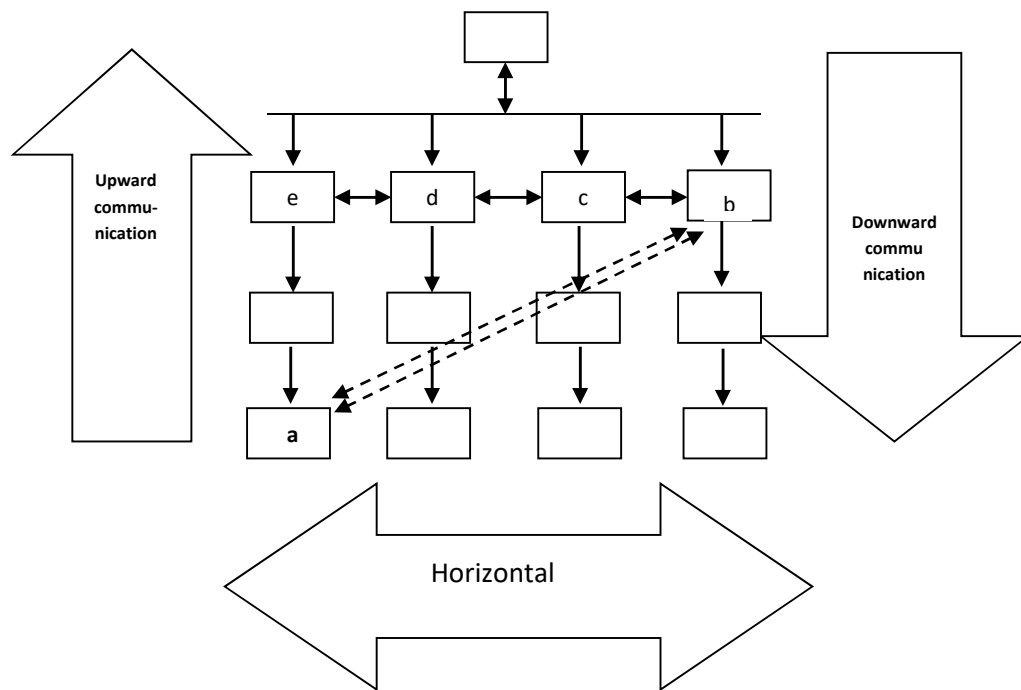 Upward
commu-
nication
e
d
c
b
Downward
commu
nication
a
Horizontal